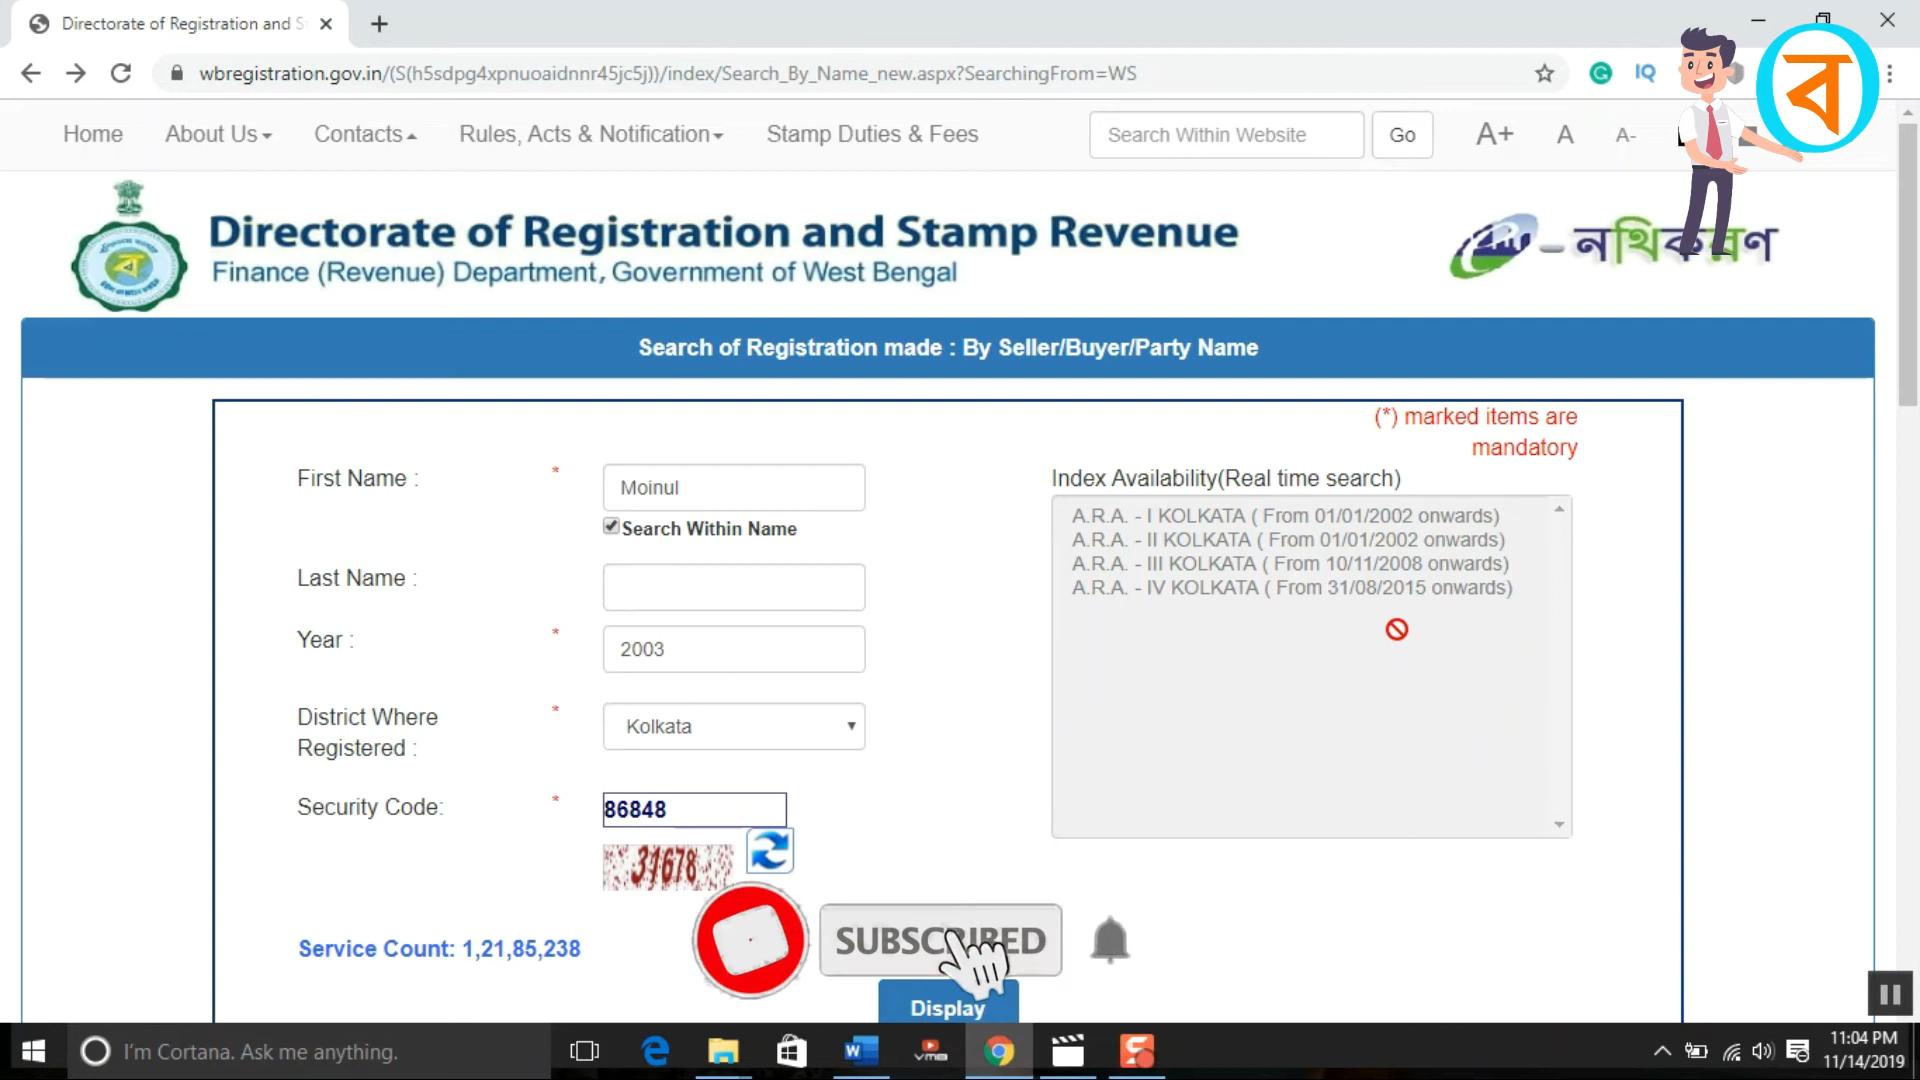 Directorate of Registration and S
wbregistration.gov.in/(S(h5sdpg4xpnuoaidnnr45jc5j))/index/Search_By_Name_new.aspx?SearchingFrom=WS
IQ
Home About Us Contacts Rules, Acts & Notification Stamp Duties & Fees Search Within Website Go A+ A A-
ব
Directorate of Registration and Stamp Revenue
Finance (Revenue) Department, Government of West Bengal
ই-নথিকরণ
Search of Registration made : By Seller/Buyer/Party Name
(*) marked items are
mandatory
First Name : * Moinul
Search Within Name
Last Name :
Year : * 2003
District Where
Registered : * Kolkata
Security Code: * 86848
31678
Index Availability(Real time search)
A.R.A. - I KOLKATA ( From 01/01/2002 onwards)
A.R.A. - II KOLKATA ( From 01/01/2002 onwards)
A.R.A. - III KOLKATA ( From 10/11/2008 onwards)
A.R.A. - IV KOLKATA ( From 31/08/2015 onwards)
Service Count: 1,21,85,238
SUBSCRIBED
Display
I'm Cortana. Ask me anything.
11:04 PM
11/14/2019